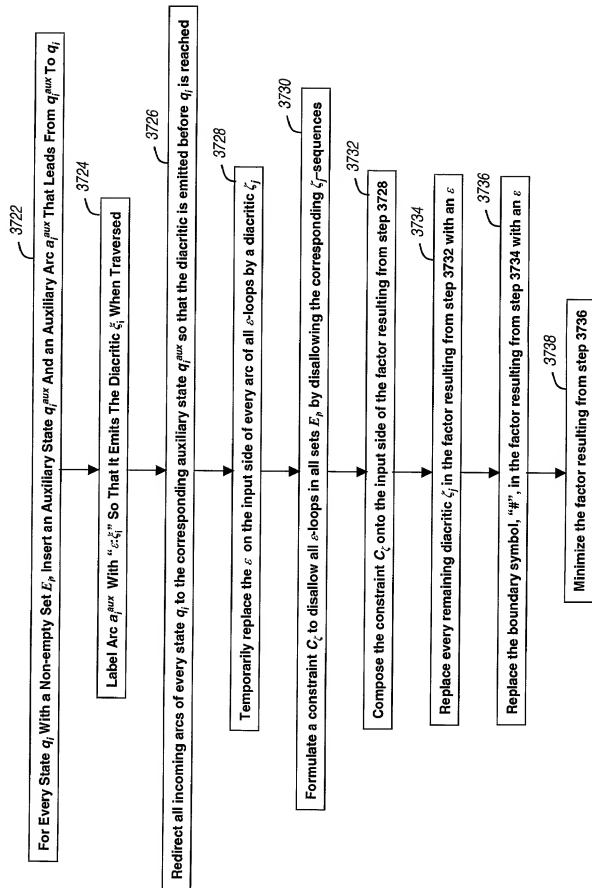 3722
For Every State qᵢ With a Non-empty Set Eᵢ, Insert an Auxiliary State qᵢᵃᵘˣ And an Auxiliary Arc aᵢᵃᵘˣ That Leads From qᵢᵃᵘˣ To qᵢ
3724
Label Arc aᵢᵃᵘˣ With "ε:ξᵢ" So That It Emits The Diacritic ξᵢ When Traversed
3726
Redirect all incoming arcs of every state qᵢ to the corresponding auxiliary state qᵢᵃᵘˣ so that the diacritic is emitted before qᵢ is reached
3728
Temporarily replace the ε on the input side of every arc of all ε-loops by a diacritic ζⱼ
3730
Formulate a constraint Cζ to disallow all ε-loops in all sets Eᵢ, by disallowing the corresponding ζⱼ-sequences
3732
Compose the constraint Cζ onto the input side of the factor resulting from step 3728
3734
Replace every remaining diacritic ζⱼ in the factor resulting from step 3732 with an ε
3736
Replace the boundary symbol, "#", in the factor resulting from step 3734 with an ε
3738
Minimize the factor resulting from step 3736